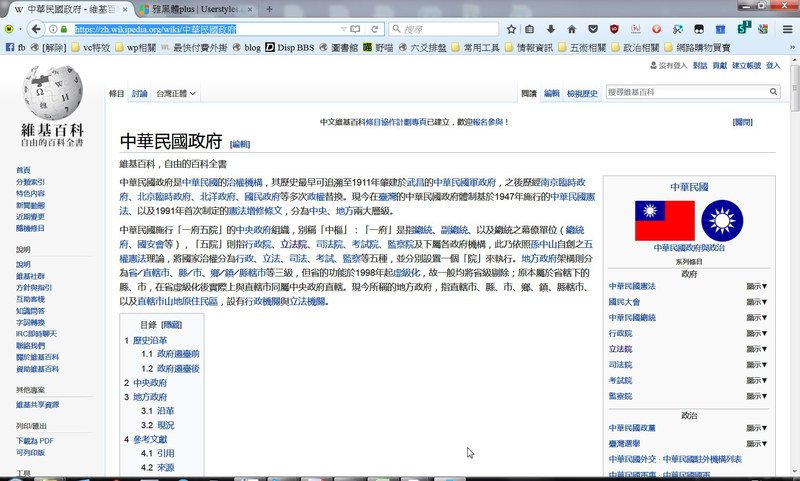 中華民國政府 - 維基百
雅黑體plus | Userstyles.
https://zh.wikipedia.org/wiki/中華民國政府
搜尋
fb
[解除]
vc特效
wp相關
最快付費外掛
blog
Disp BBS
圖書館
野喵
六爻排盤
常用工具
情報資訊
五術相關
政治相關
網路購物買賣
沒有登入 對話 貢獻 建立帳號 登入
條目 討論 台灣正體
閱讀 編輯 檢視歷史
搜尋維基百科
維基百科
自由的百科全書
中文維基百科條目協作計劃專頁已建立，歡迎報名參與！
[關閉]
中華民國政府 [編輯]
維基百科，自由的百科全書
中華民國政府是中華民國的治權機構，其歷史最早可追溯至1911年肇建於武昌的中華民國軍政府，之後歷經南京臨時政
府、北京臨時政府、北洋政府、國民政府等多次政權替換。現今在臺灣的中華民國政府體制基於1947年施行的中華民國憲
法、以及1991年首次制定的憲法增修條文，分為中央、地方兩大層級。
中華民國施行「一府五院」的中央政府組織，別稱「中樞」：「一府」是指總統、副總統、以及總統之幕僚單位（總統
府、國安會等），「五院」則指行政院、立法院、司法院、考試院、監察院及下屬各政府機構，此乃依照孫中山自創之五
權憲法理論，將國家治權分為行政、立法、司法、考試、監察等五種，並分別設置一個「院」來執行。地方政府架構則分
為省／直轄市、縣／市、鄉／鎮／縣轄市等三級，但省的功能於1998年起虛級化，故一般均將省級剔除；原本屬於省轄下的
縣、市，在省虛級化後實際上與直轄市同屬中央政府直轄。現今所稱的地方政府，指直轄市、縣、市、鄉、鎮、縣轄市、
以及直轄市山地原住民區，設有行政機關與立法機關。
目錄 [隱藏]
1 歷史沿革
1.1 政府遷臺前
1.2 政府遷臺後
2 中央政府
3 地方政府
3.1 沿革
3.2 現況
4 參考文獻
4.1 引用
4.2 來源
首頁
分類索引
特色內容
新聞動態
近期變更
隨機條目
說明
說明
維基社群
方針與指引
互助客棧
知識問答
字詞轉換
IRC即時聊天
聯絡我們
關於維基百科
資助維基百科
其他專案
維基共享資源
列印/匯出
下載為 PDF
可列印版
工具
中華民國
中華民國政府與政治
系列條目
政府
中華民國憲法 顯示▼
國民大會 顯示▼
中華民國總統 顯示▼
行政院 顯示▼
立法院 顯示▼
司法院 顯示▼
考試院 顯示▼
監察院 顯示▼
政治
中華民國政黨 顯示▼
臺灣選舉 顯示▼
中華民國外交 · 中華民國駐外機構列表